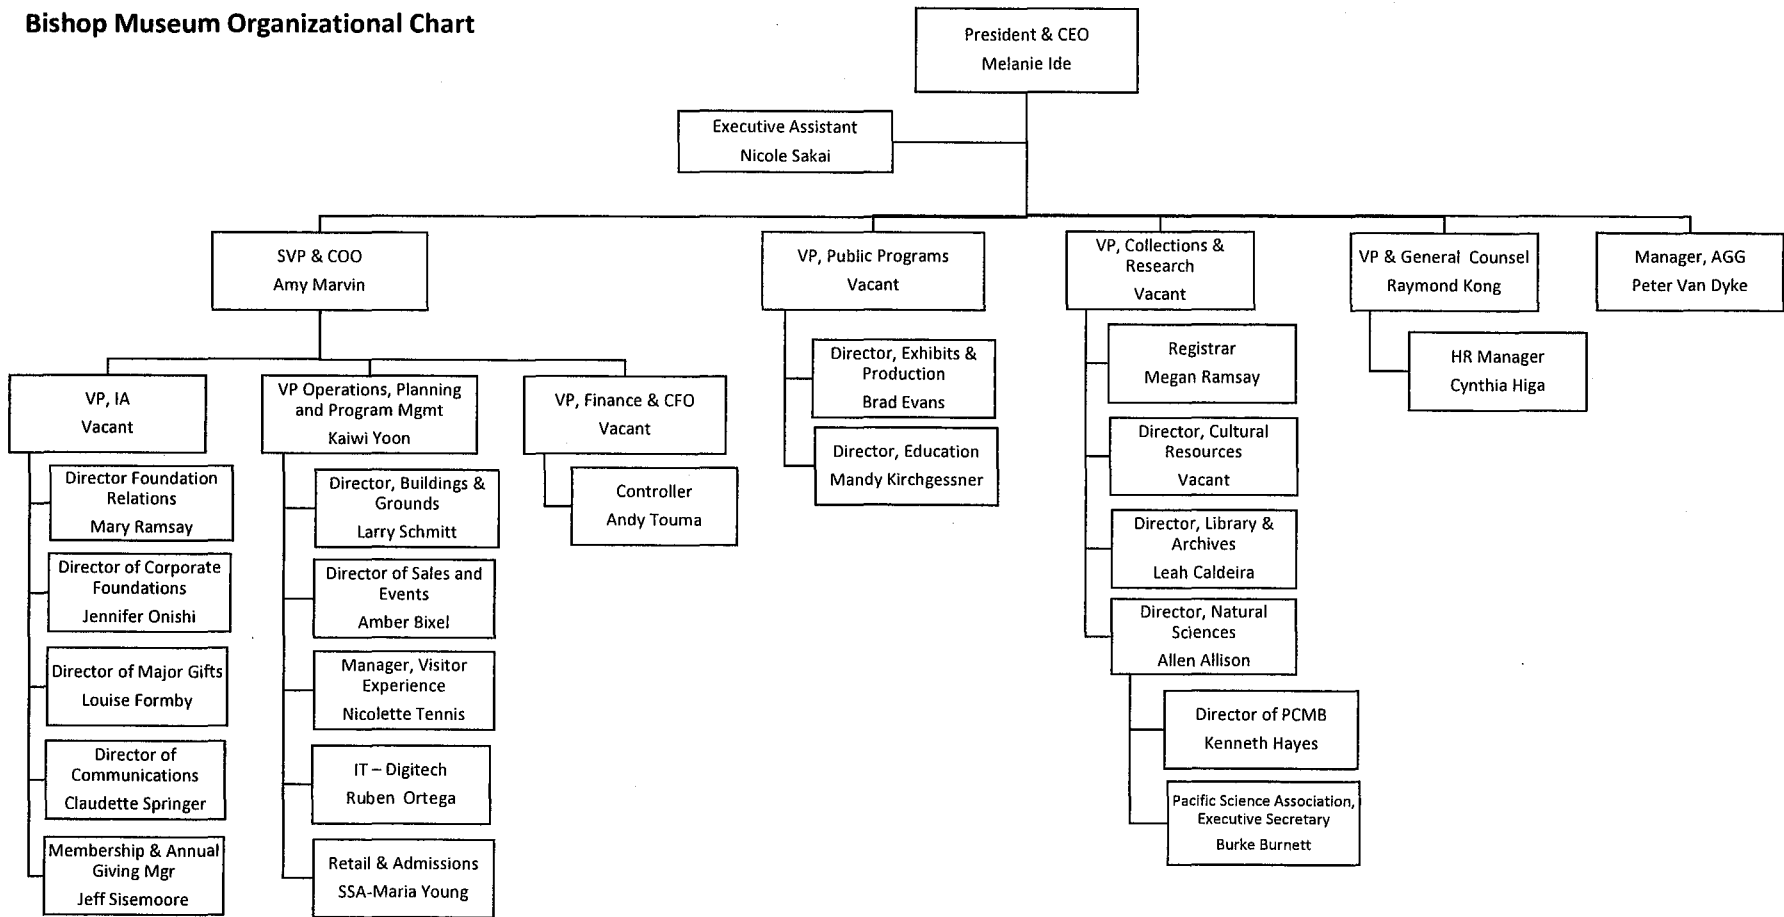 Bishop Museum Organizational Chart
President & CEO
Melanie Ide
Executive Assistant
Nicole Sakai
SVP & COO
Amy Marvin
VP, Public Programs
Vacant
VP, Collections &
Research
Vacant
VP & General Counsel
Raymond Kong
Manager, AGG
Peter Van Dyke
VP, IA
Vacant
VP Operations, Planning
and Program Mgmt
Kaiwi Yoon
VP, Finance & CFO
Vacant
Director Foundation
Relations
Mary Ramsay
Director of Corporate
Foundations
Jennifer Onishi
Director of Major Gifts
Louise Formby
Director of
Communications
Claudette Springer
Membership & Annual
Giving Mgr
Jeff Sisemoore
Director, Buildings &
Grounds
Larry Schmitt
Director of Sales and
Events
Amber Bixel
Manager, Visitor
Experience
Nicolette Tennis
IT – Digitech
Ruben Ortega
Retail & Admissions
SSA-Maria Young
Controller
Andy Touma
Director, Exhibits &
Production
Brad Evans
Director, Education
Mandy Kirchgessner
Registrar
Megan Ramsay
Director, Cultural
Resources
Vacant
Director, Library &
Archives
Leah Caldeira
Director, Natural
Sciences
Allen Allison
Director of PCMB
Kenneth Hayes
Pacific Science Association,
Executive Secretary
Burke Burnett
HR Manager
Cynthia Higa